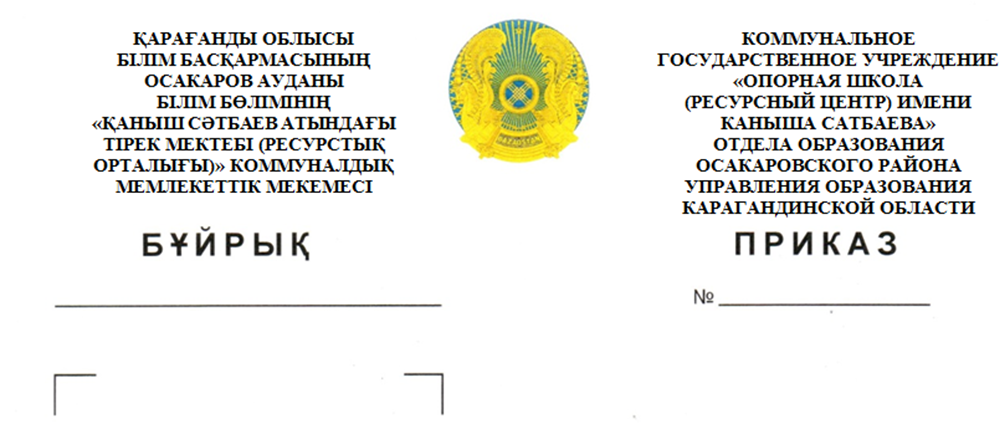 ҚАРАҒАНДЫ ОБЛЫСЫ
БІЛІМ БАСҚАРМАСЫНЫҢ
ОСАКАРОВ АУДАНЫ
БІЛІМ БӨЛІМІНІҢ
«ҚАНЫШ СӘТБАЕВ АТЫНДАҒЫ
ТІРЕК МЕКТЕБІ (РЕСУРСТЫҚ
ОРТАЛЫҒЫ)» КОММУНАЛДЫҚ
МЕМЛЕКЕТТІК МЕКЕМЕСІ
БҰЙРЫҚ
КОММУНАЛЬНОЕ
ГОСУДАРСТВЕННОЕ УЧРЕЖДЕНИЕ
«ОПОРНАЯ ШКОЛА
(РЕСУРСНЫЙ ЦЕНТР) ИМЕНИ
КАНЫША САТБАЕВА»
ОТДЕЛА ОБРАЗОВАНИЯ
ОСАКАРОВСКОГО РАЙОНА
УПРАВЛЕНИЯ ОБРАЗОВАНИЯ
КАРАГАНДИНСКОЙ ОБЛАСТИ
ПРИКАЗ
№